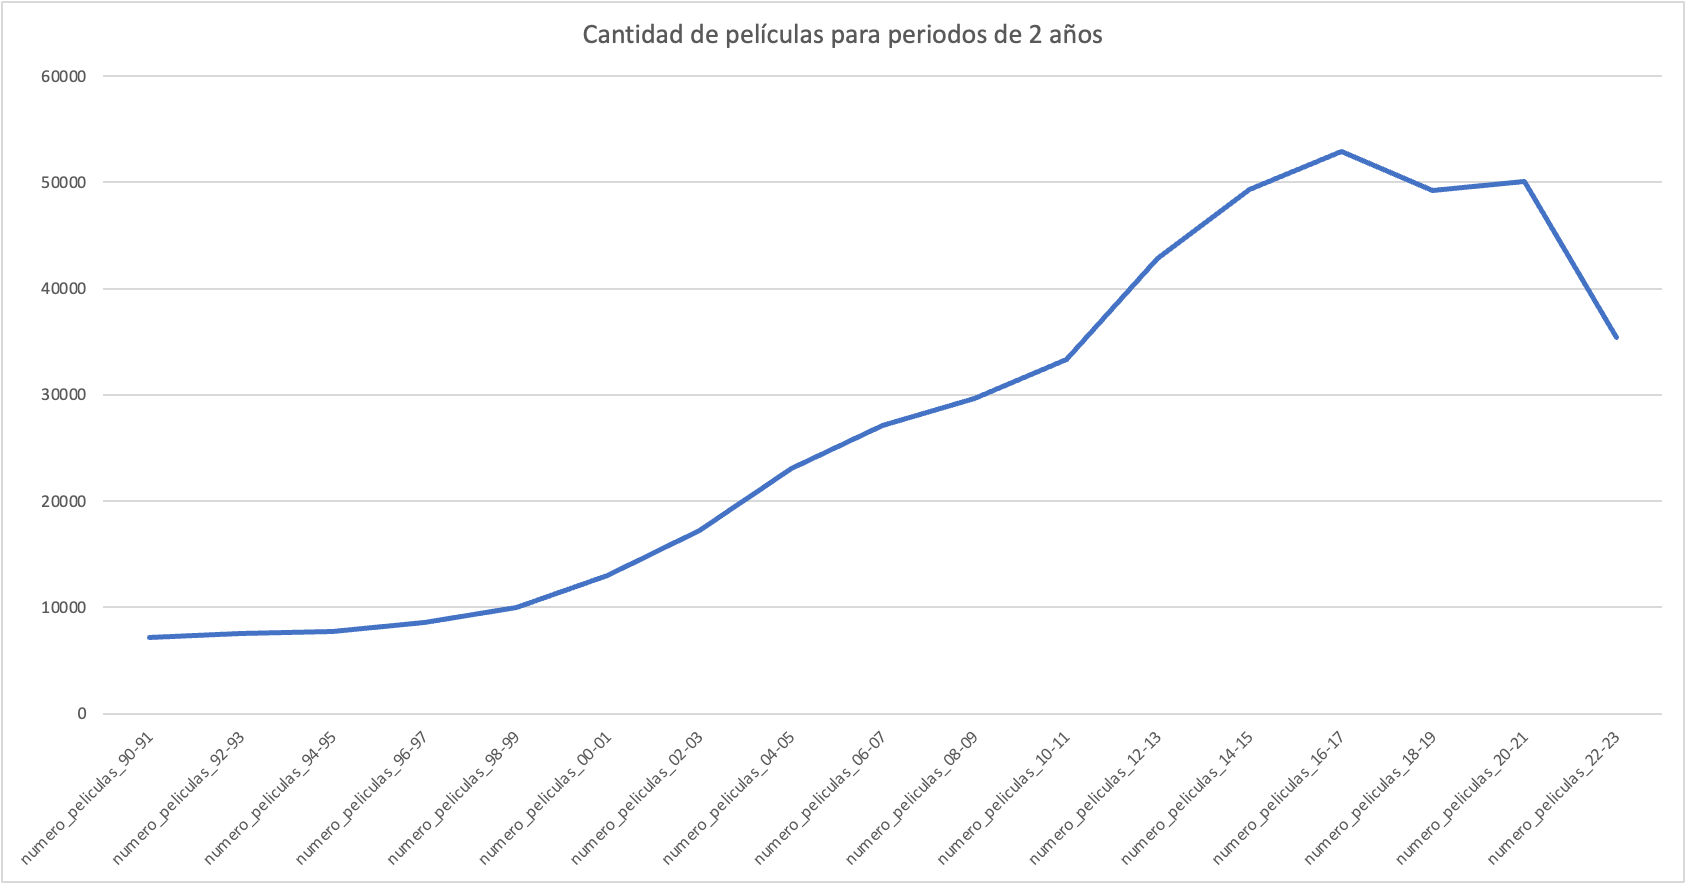 Cantidad de películas para periodos de 2 años
60000
50000
40000
30000
20000
10000
0
numero_peliculas_90-91
numero_peliculas_92-93
numero_peliculas_94-95
numero_peliculas_96-97
numero_peliculas_98-99
numero_peliculas_00-01
numero_peliculas_02-03
numero_peliculas_04-05
numero_peliculas_06-07
numero_peliculas_08-09
numero_peliculas_10-11
numero_peliculas_12-13
numero_peliculas_14-15
numero_peliculas_16-17
numero_peliculas_18-19
numero_peliculas_20-21
numero_peliculas_22-23